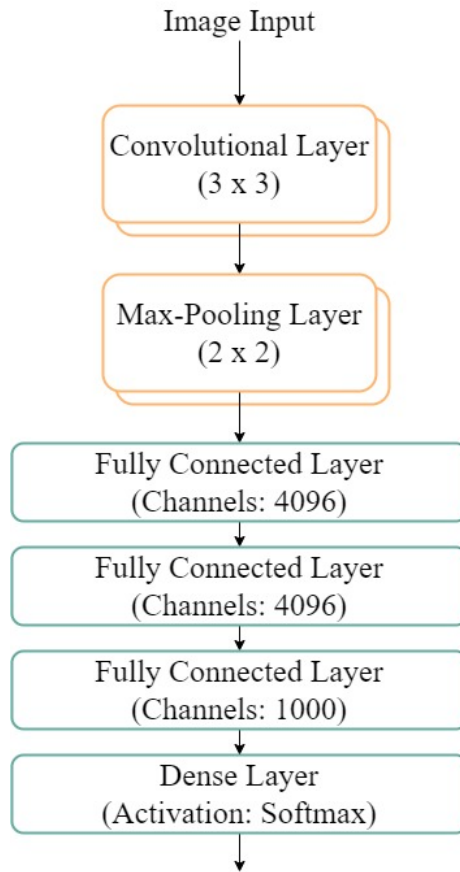 Image Input
Convolutional Layer
(3 x 3)
Max-Pooling Layer
(2 x 2)
Fully Connected Layer
(Channels: 4096)
Fully Connected Layer
(Channels: 4096)
Fully Connected Layer
(Channels: 1000)
Dense Layer
(Activation: Softmax)